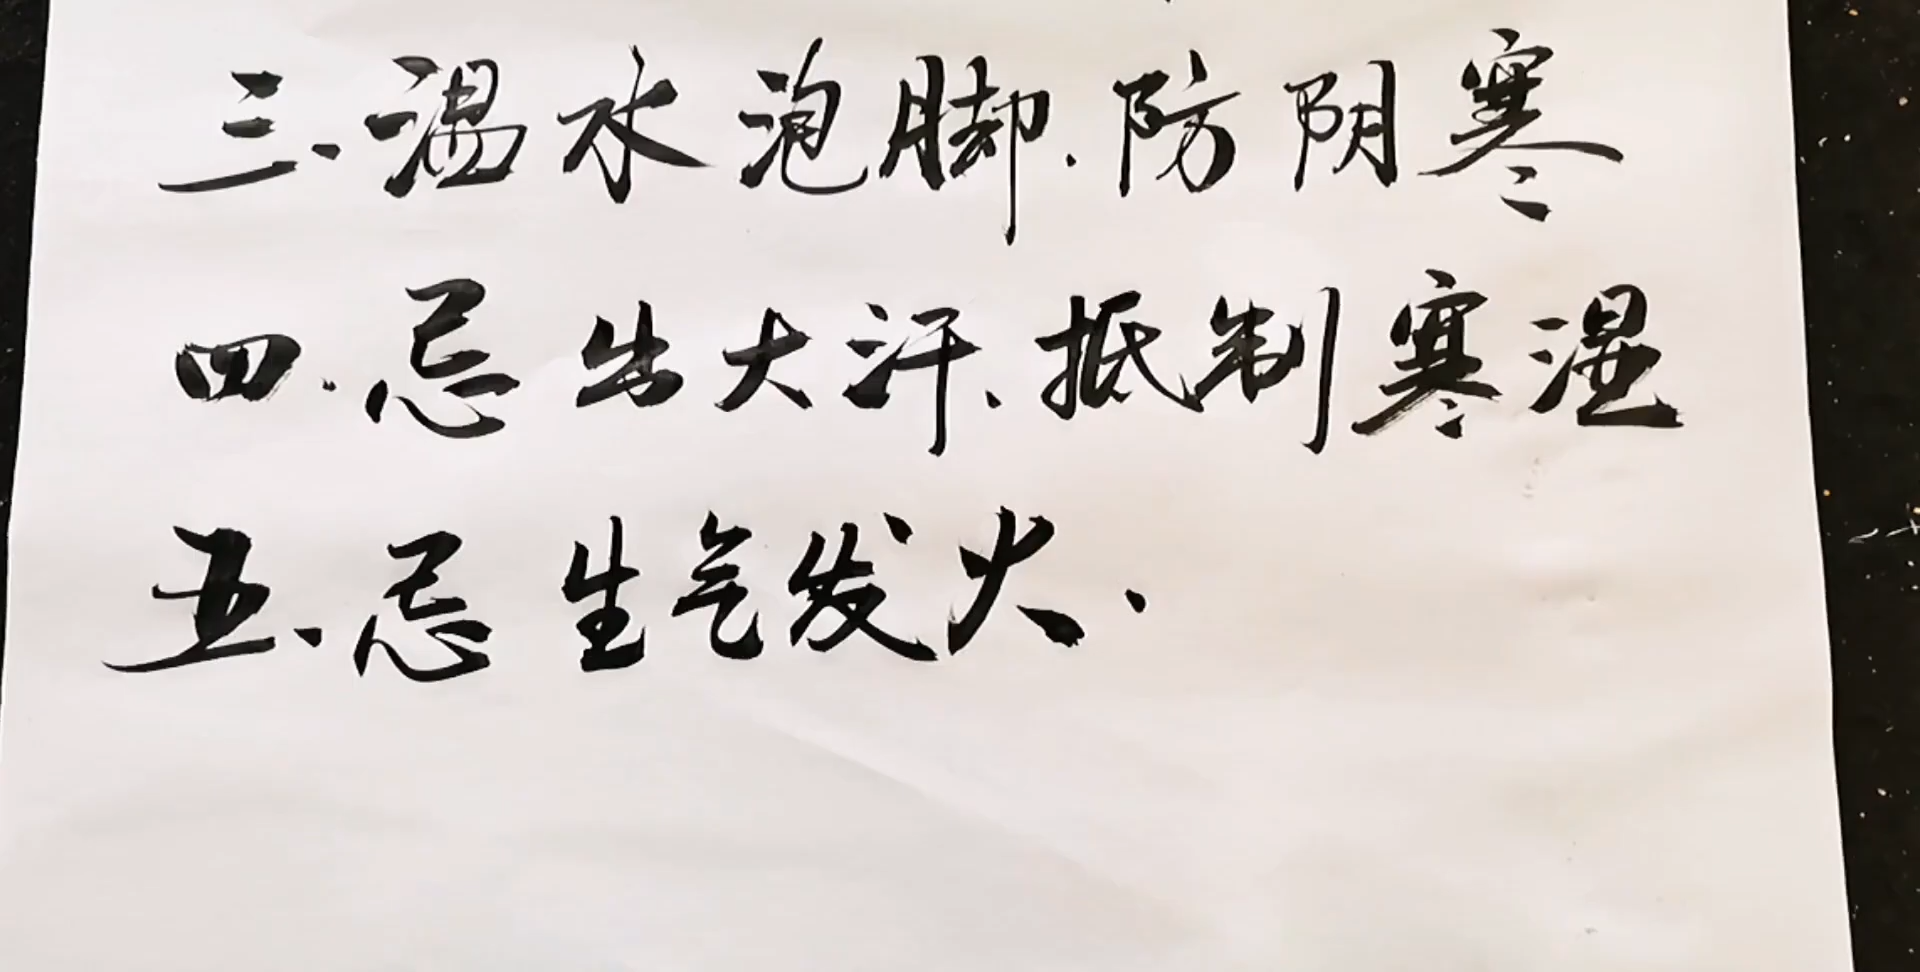 三、温水泡脚.防阴寒
四.忌出大汗、抵制寒湿
五、忌生气发火.